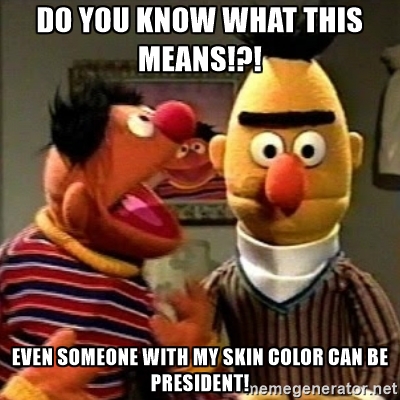 DO YOU KNOW WHAT THIS
MEANS!?!
EVEN SOMEONE WITH MY SKIN COLOR CAN BE
PRESIDENT!
memegenerator.net